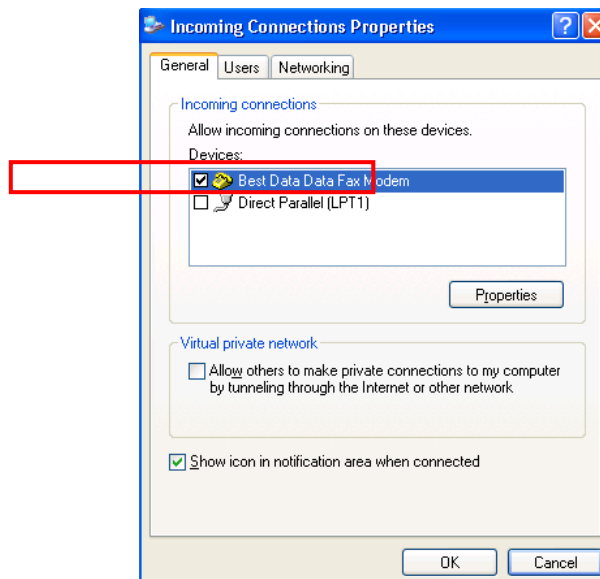 Incoming Connections Properties
General Users Networking
Incoming connections
Allow incoming connections on these devices.
Devices:
Best Data Data Fax Modem
Direct Parallel (LPT1)
Properties
Virtual private network
Allow others to make private connections to my computer
by tunneling through the Internet or other network
Show icon in notification area when connected
OK Cancel